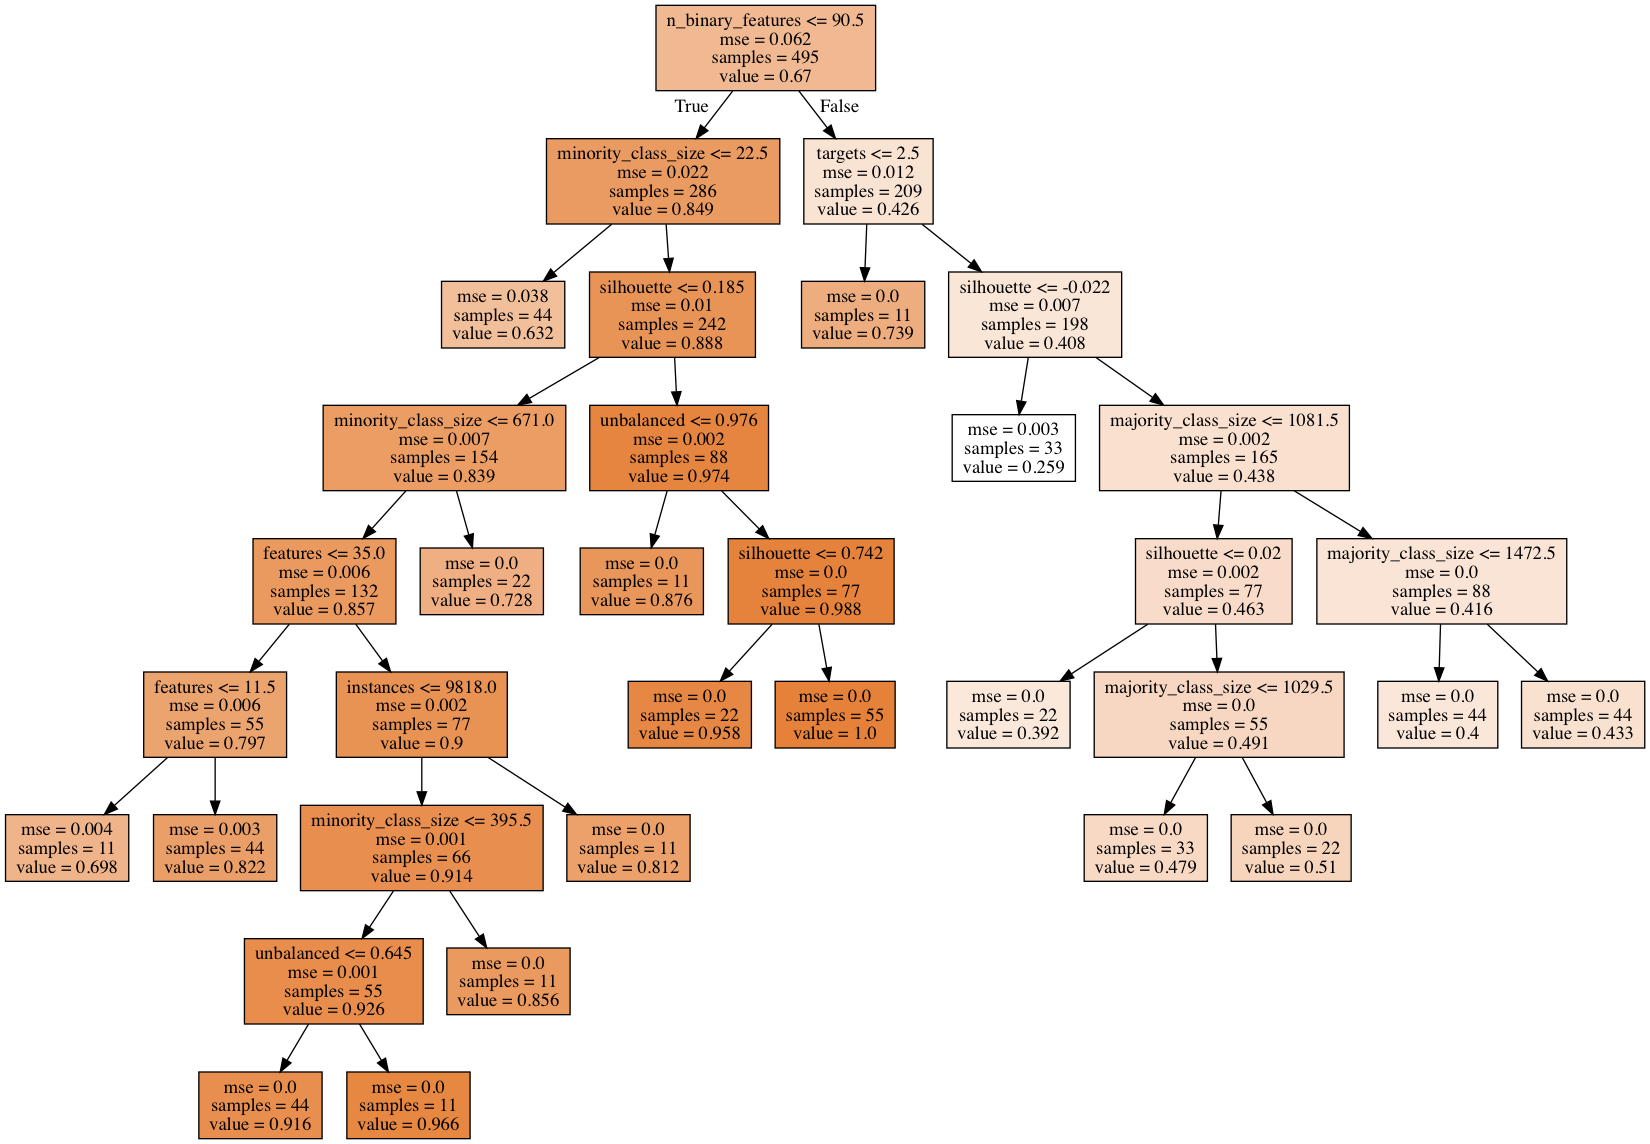 n_binary_features <= 90.5
mse = 0.062
samples = 495
value = 0.67
True
False
minority_class_size <= 22.5
mse = 0.022
samples = 286
value = 0.849
targets <= 2.5
mse = 0.012
samples = 209
value = 0.426
mse = 0.038
samples = 44
value = 0.632
silhouette <= 0.185
mse = 0.01
samples = 242
value = 0.888
mse = 0.0
samples = 11
value = 0.739
silhouette <= -0.022
mse = 0.007
samples = 198
value = 0.408
minority_class_size <= 671.0
mse = 0.007
samples = 154
value = 0.839
unbalanced <= 0.976
mse = 0.002
samples = 88
value = 0.974
mse = 0.003
samples = 33
value = 0.259
majority_class_size <= 1081.5
mse = 0.002
samples = 165
value = 0.438
features <= 35.0
mse = 0.006
samples = 132
value = 0.857
mse = 0.0
samples = 22
value = 0.728
mse = 0.0
samples = 11
value = 0.876
silhouette <= 0.742
mse = 0.0
samples = 77
value = 0.988
silhouette <= 0.02
mse = 0.002
samples = 77
value = 0.463
majority_class_size <= 1472.5
mse = 0.0
samples = 88
value = 0.416
features <= 11.5
mse = 0.006
samples = 55
value = 0.797
instances <= 9818.0
mse = 0.002
samples = 77
value = 0.9
mse = 0.0
samples = 22
value = 0.958
mse = 0.0
samples = 55
value = 1.0
mse = 0.0
samples = 22
value = 0.392
majority_class_size <= 1029.5
mse = 0.0
samples = 55
value = 0.491
mse = 0.0
samples = 44
value = 0.4
mse = 0.0
samples = 44
value = 0.433
mse = 0.004
samples = 11
value = 0.698
mse = 0.003
samples = 44
value = 0.822
minority_class_size <= 395.5
mse = 0.001
samples = 66
value = 0.914
mse = 0.0
samples = 11
value = 0.812
mse = 0.0
samples = 33
value = 0.479
mse = 0.0
samples = 22
value = 0.51
unbalanced <= 0.645
mse = 0.001
samples = 55
value = 0.926
mse = 0.0
samples = 11
value = 0.856
mse = 0.0
samples = 44
value = 0.916
mse = 0.0
samples = 11
value = 0.966